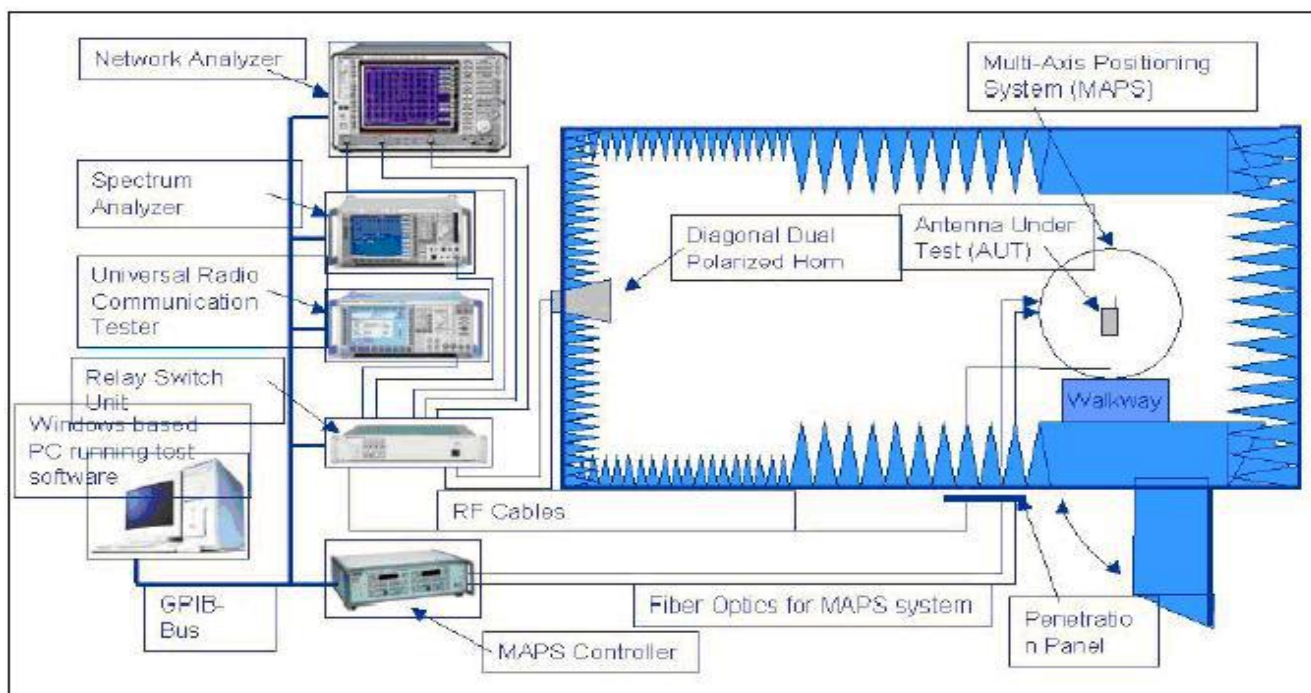 Network Analyzer
Multi-Axis Positioning
System (MAPS)
Spectrum
Analyzer
Diagonal Dual
Polarized Horn
Antenna Under
Test (AUT)
Universal Radio
Communication
Tester
Relay Switch
Unit
Walkway
Windows based
PC running test
software
RF Cables
GPIB-
Bus
Fiber Optics for MAPS system
MAPS Controller
Penetratio
n Panel